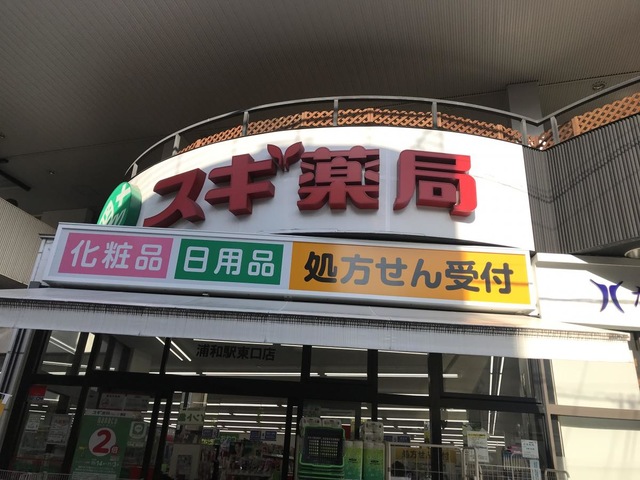 スギ薬局
化粧品
日用品
処方せん受付
浦和駅東口店
2倍